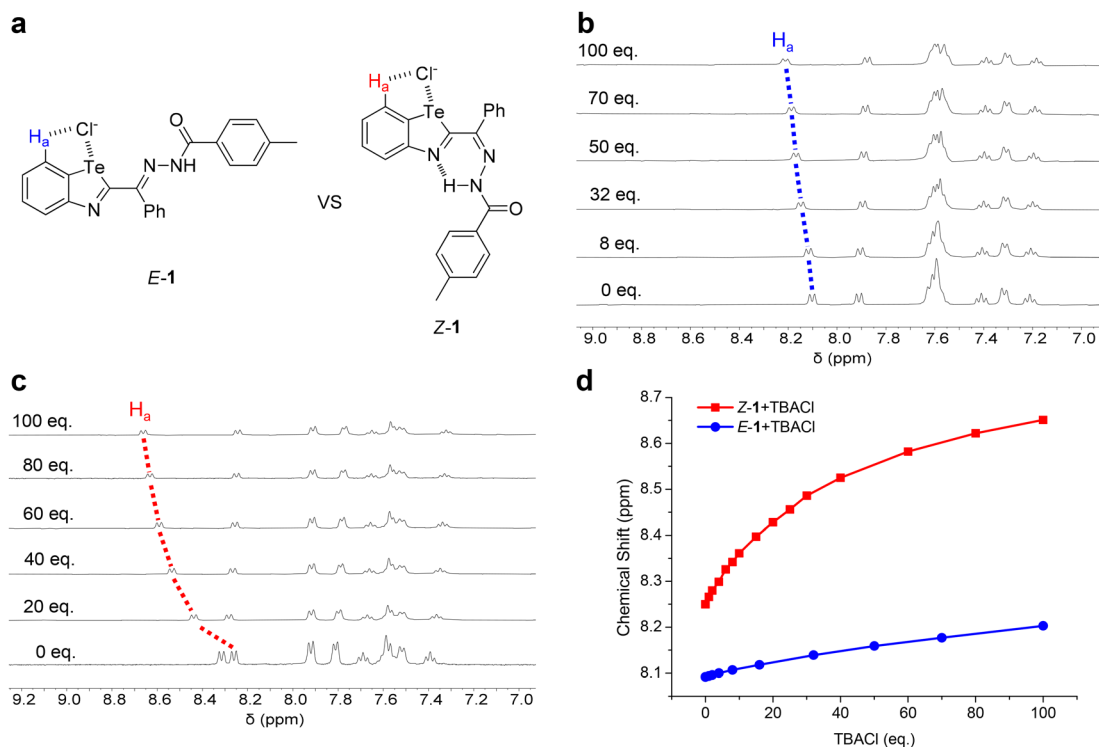 a
Hₐ
Cl⁻
Te
N
N
NH
O
Ph
E-1
VS
Hₐ
Cl⁻
Te
Ph
N
N
H
N
O
Z-1
b
Hₐ
100 eq.
70 eq.
50 eq.
32 eq.
8 eq.
0 eq.
9.0 8.8 8.6 8.4 8.2 8.0 7.8 7.6 7.4 7.2 7.0
δ (ppm)
c
Hₐ
100 eq.
80 eq.
60 eq.
40 eq.
20 eq.
0 eq.
9.2 9.0 8.8 8.6 8.4 8.2 8.0 7.8 7.6 7.4 7.2 7.0
δ (ppm)
d
Z-1+TBACl
E-1+TBACl
8.7
8.6
8.5
8.4
8.3
8.2
8.1
Chemical Shift (ppm)
0 20 40 60 80 100
TBACl (eq.)